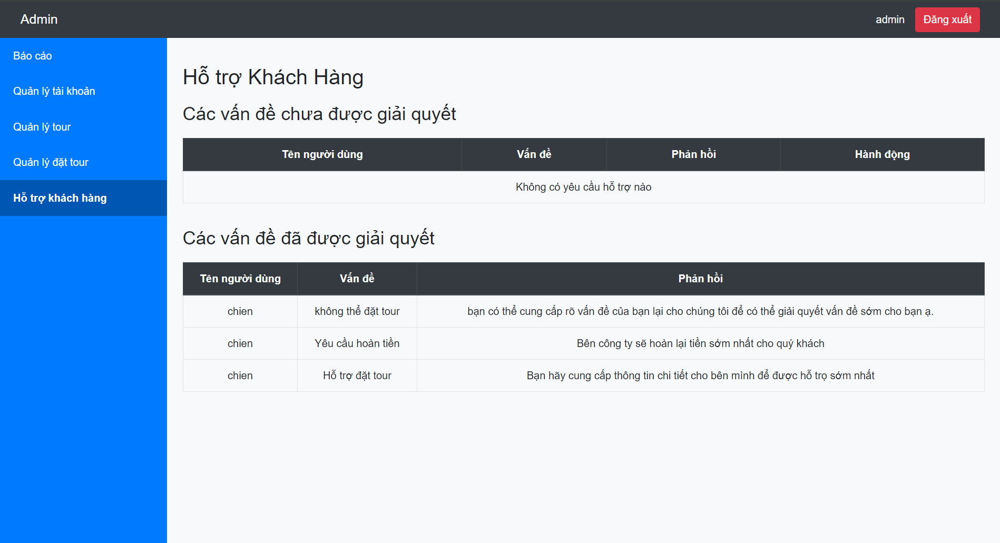 Admin
admin
Đăng xuất
Báo cáo
Quản lý tài khoản
Quản lý tour
Quản lý đặt tour
Hỗ trợ khách hàng
Hỗ trợ Khách Hàng
Các vấn đề chưa được giải quyết
Tên người dùng Vấn đề Phản hồi Hành động
Không có yêu cầu hỗ trợ nào
Các vấn đề đã được giải quyết
Tên người dùng Vấn đề Phản hồi
chien không thể đặt tour bạn có thể cung cấp rõ vấn đề của bạn lại cho chúng tôi để có thể giải quyết vấn đề sớm cho bạn ạ.
chien Yêu cầu hoàn tiền Bên công ty sẽ hoàn lại tiền sớm nhất cho quý khách
chien Hỗ trợ đặt tour Bạn hãy cung cấp thông tin chi tiết cho bên mình để được hỗ trọ sớm nhất